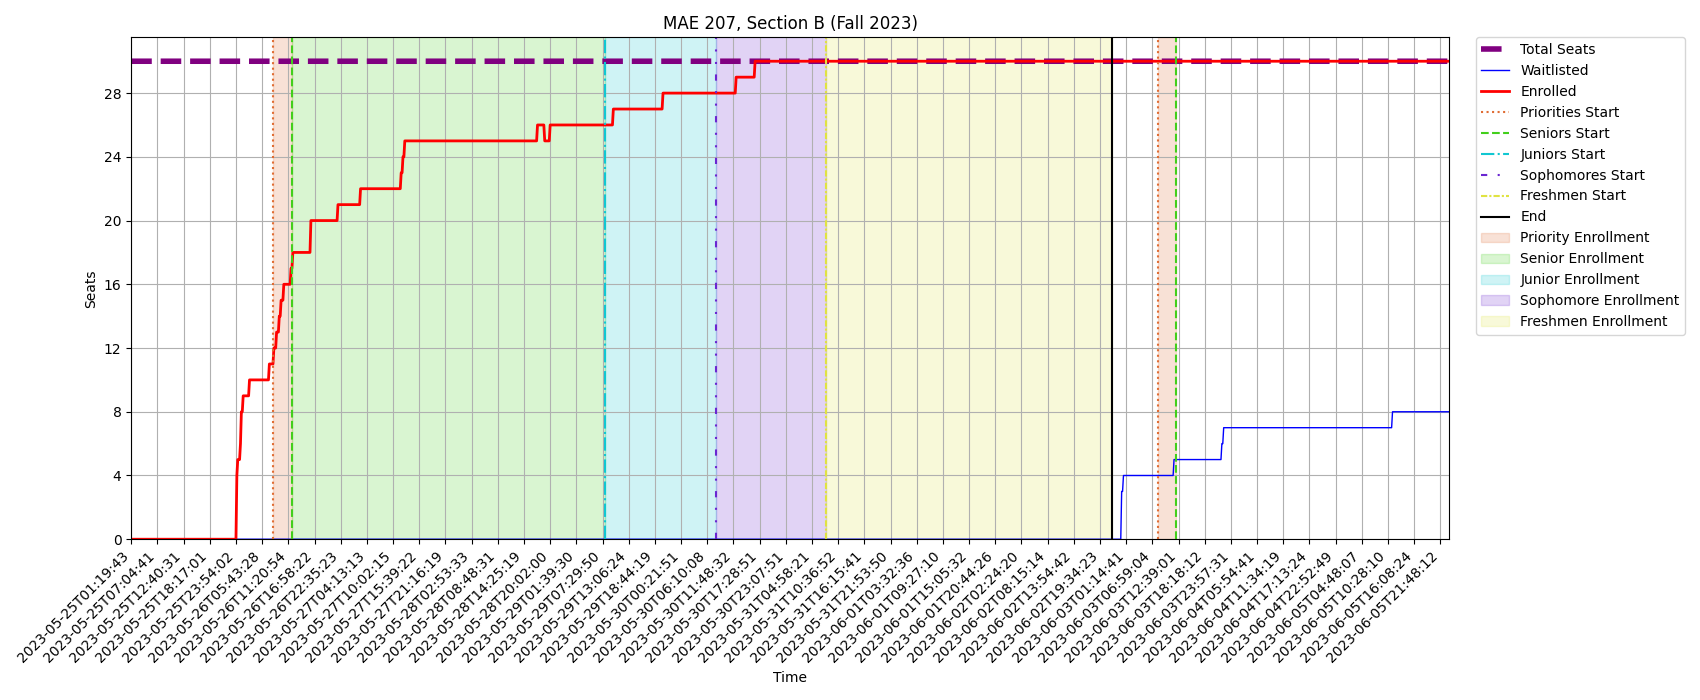 MAE 207, Section B (Fall 2023)
Total Seats
Waitlisted
Enrolled
Priorities Start
Seniors Start
Juniors Start
Sophomores Start
Freshmen Start
End
Priority Enrollment
Senior Enrollment
Junior Enrollment
Sophomore Enrollment
Freshmen Enrollment
Seats
28
24
20
16
12
8
4
0
2023-05-25T01:19:43
2023-05-25T07:04:41
2023-05-25T12:40:31
2023-05-25T18:17:01
2023-05-25T23:54:02
2023-05-26T05:43:28
2023-05-26T11:20:54
2023-05-26T16:58:22
2023-05-26T22:35:23
2023-05-27T04:13:13
2023-05-27T10:02:15
2023-05-27T15:39:22
2023-05-27T21:16:19
2023-05-28T02:53:33
2023-05-28T08:48:31
2023-05-28T14:25:19
2023-05-28T20:02:00
2023-05-29T01:39:30
2023-05-29T07:29:50
2023-05-29T13:06:24
2023-05-29T18:44:19
2023-05-30T00:21:51
2023-05-30T06:10:08
2023-05-30T11:48:32
2023-05-30T17:28:51
2023-05-30T23:07:51
2023-05-31T04:58:21
2023-05-31T10:36:52
2023-05-31T16:15:41
2023-05-31T21:53:50
2023-06-01T03:32:36
2023-06-01T09:27:10
2023-06-01T15:05:32
2023-06-01T20:44:26
2023-06-02T02:24:20
2023-06-02T08:15:14
2023-06-02T13:54:42
2023-06-02T19:34:23
2023-06-03T01:14:41
2023-06-03T06:59:04
2023-06-03T12:39:01
2023-06-03T18:18:12
2023-06-03T23:57:31
2023-06-04T05:54:41
2023-06-04T11:34:19
2023-06-04T17:13:24
2023-06-04T22:52:49
2023-06-05T04:48:07
2023-06-05T10:28:10
2023-06-05T16:08:24
2023-06-05T21:48:12
Time